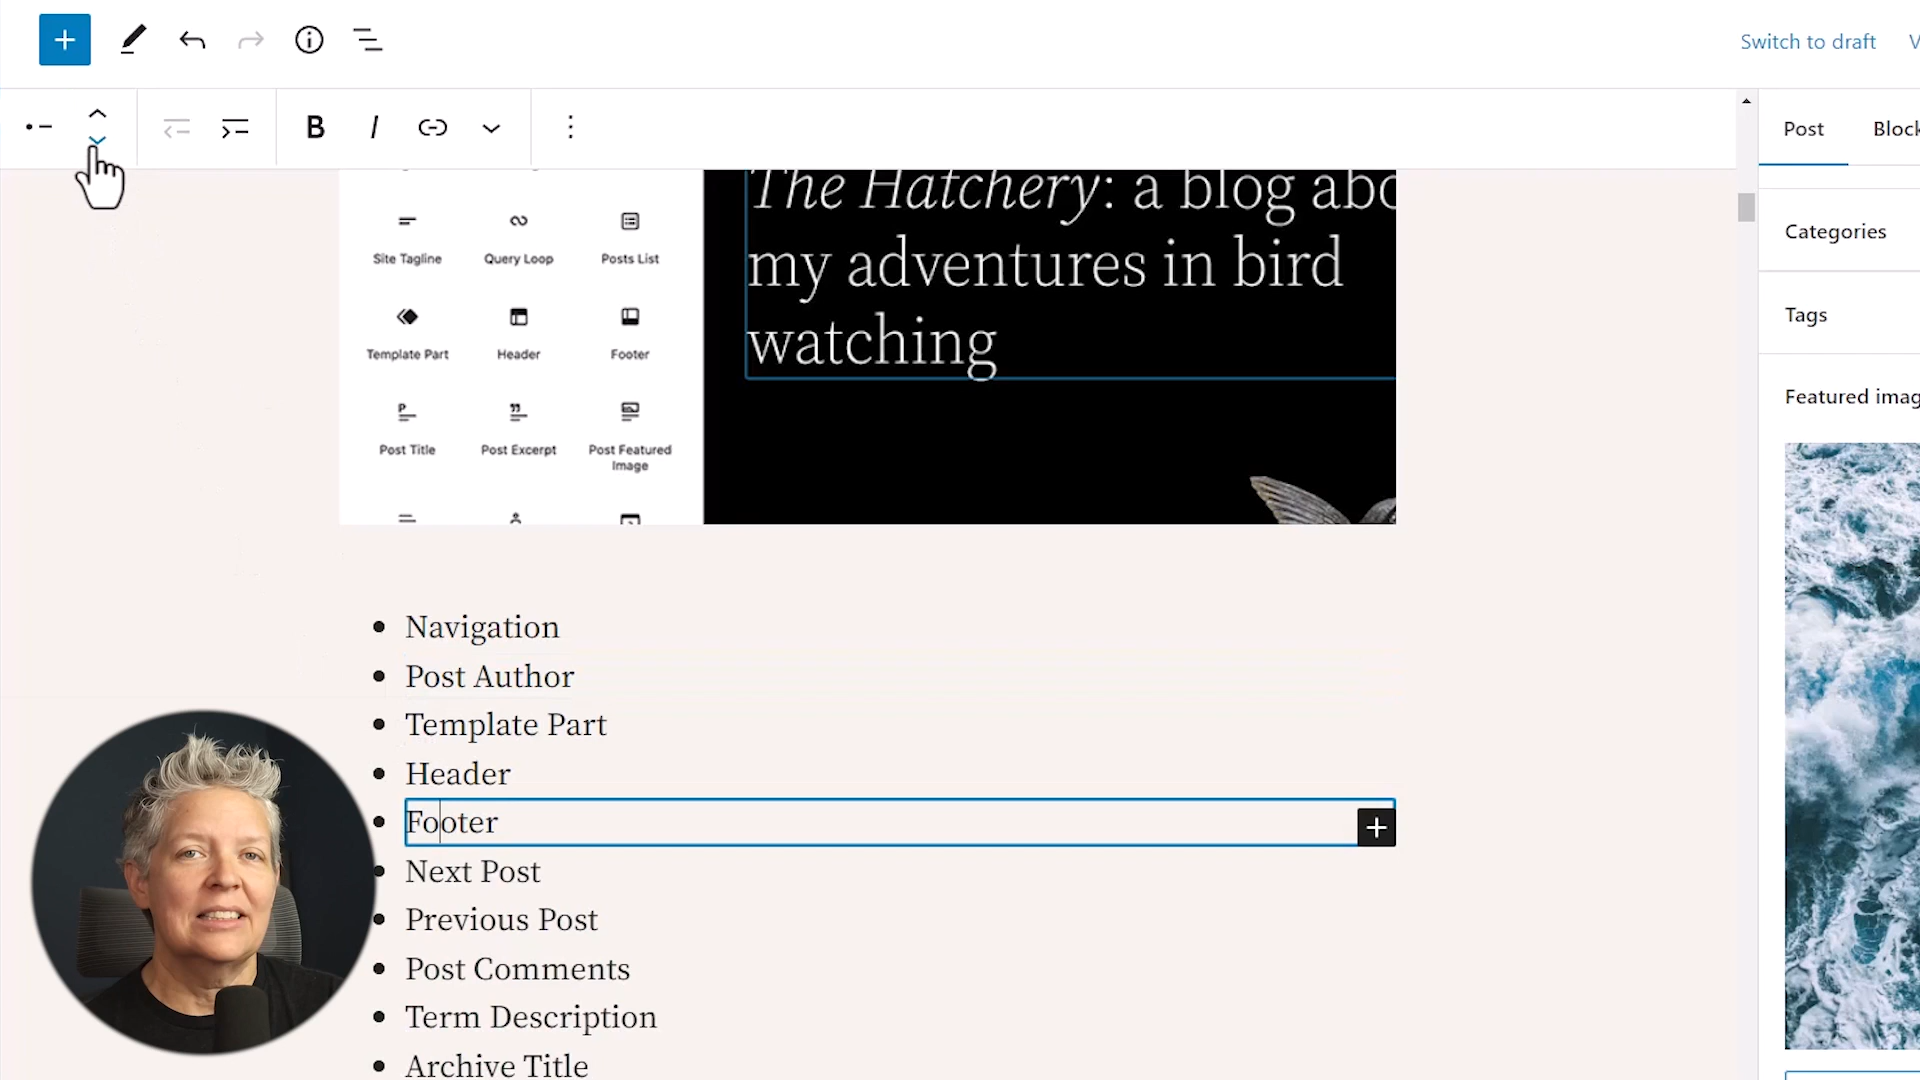 Switch to draft
B I
Post Block
The Hatchery: a blog abo
my adventures in bird
watching
Site Tagline Query Loop Posts List
Template Part Header Footer
Post Title Post Excerpt Post Featured
Image
Categories
Tags
Featured imag
Navigation
Post Author
Template Part
Header
Footer
Next Post
Previous Post
Post Comments
Term Description
Archive Title